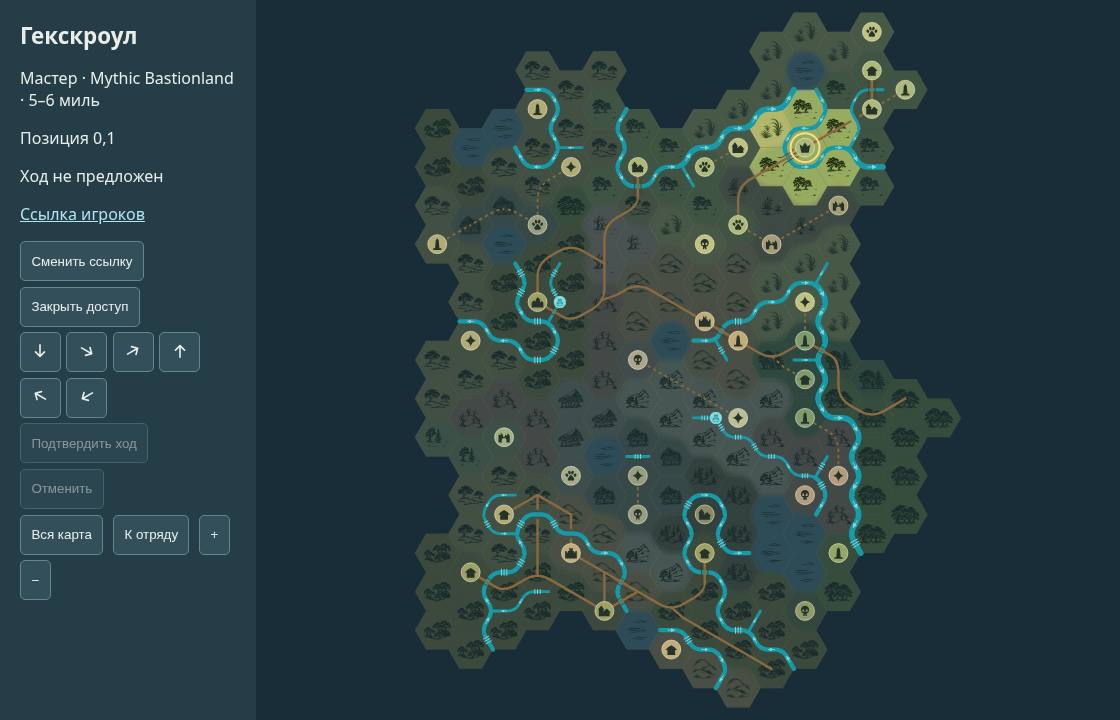 Гекскроул
Мастер · Mythic Bastionland
· 5–6 миль
Позиция 0,1
Ход не предложен
Ссылка игроков
Сменить ссылку
Закрыть доступ
↓ ↘ ↗ ↑
↖ ↙
Подтвердить ход
Отменить
Вся карта К отряду +
−